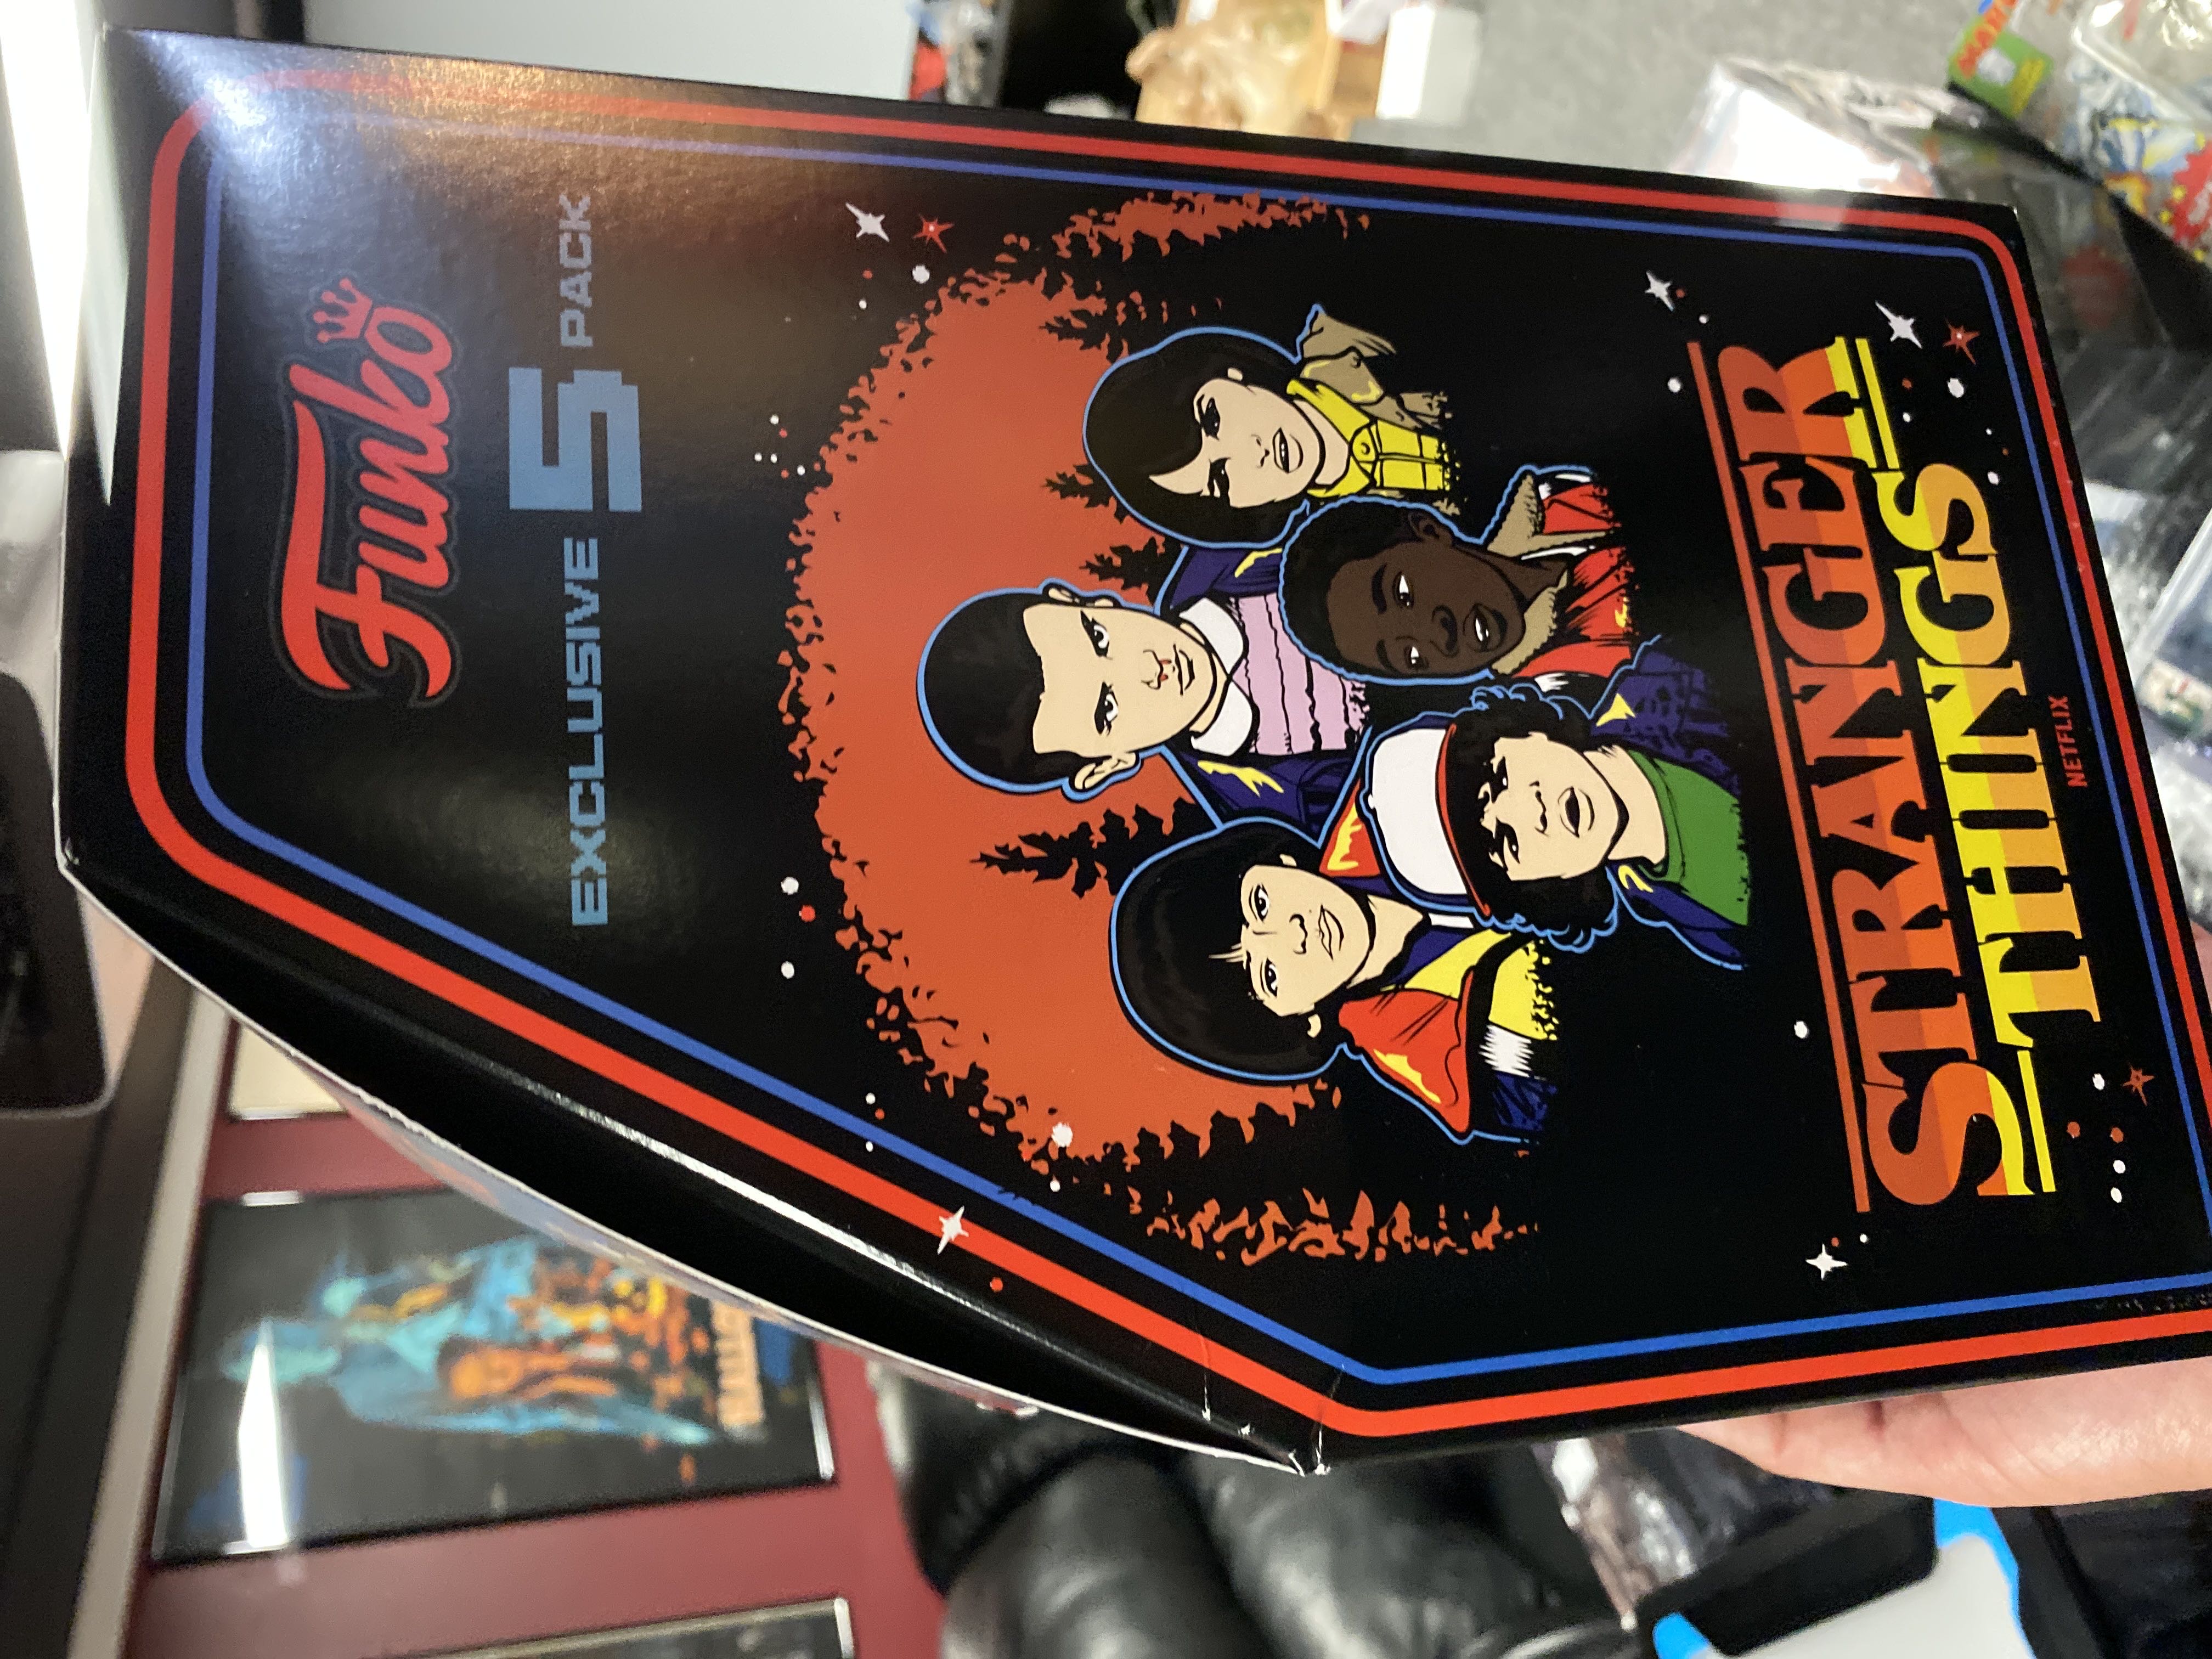 Funko
EXCLUSIVE 5 PACK
STRANGER
THINGS
NETFLIX